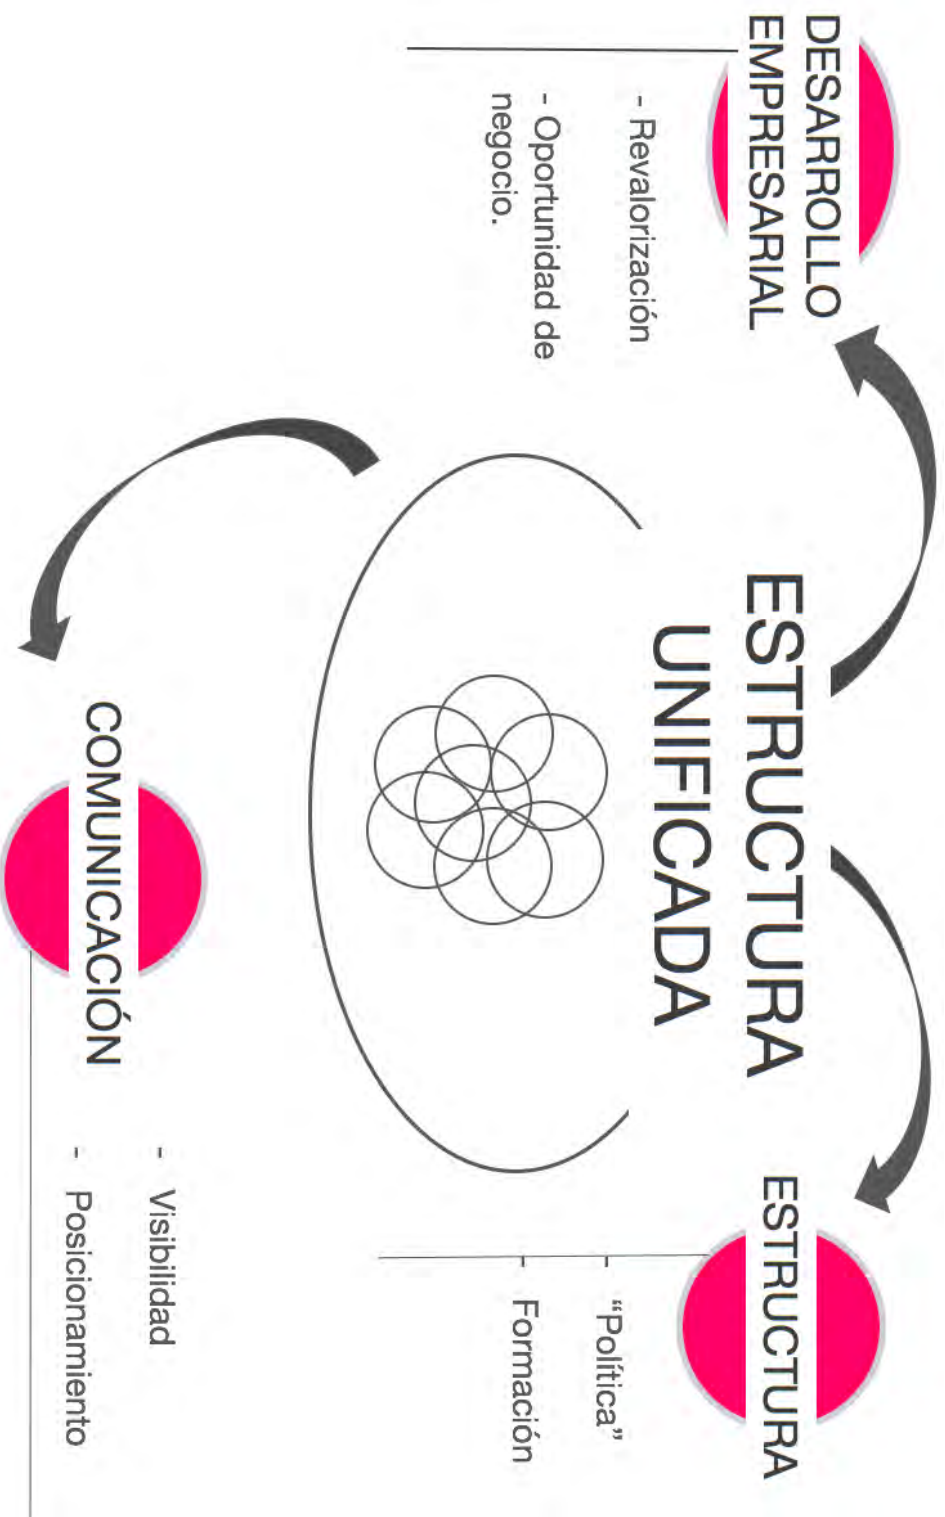 DESARROLLO
EMPRESARIAL
- Revalorización
- Oportunidad de
negocio.
ESTRUCTURA
UNIFICADA
ESTRUCTURA
- "Política"
- Formación
COMUNICACIÓN
- Visibilidad
- Posicionamiento